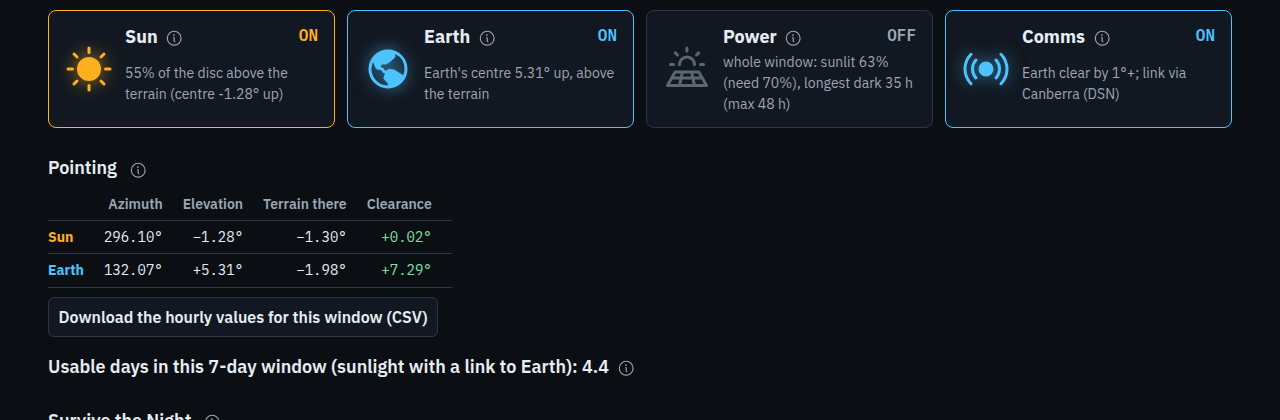 Sun ON
55% of the disc above the
terrain (centre -1.28° up)
Earth ON
Earth's centre 5.31° up, above
the terrain
Power OFF
whole window: sunlit 63%
(need 70%), longest dark 35 h
(max 48 h)
Comms ON
Earth clear by 1°+; link via
Canberra (DSN)
Pointing
Azimuth Elevation Terrain there Clearance
Sun 296.10° −1.28° −1.30° +0.02°
Earth 132.07° +5.31° −1.98° +7.29°
Download the hourly values for this window (CSV)
Usable days in this 7-day window (sunlight with a link to Earth): 4.4
Survive the Night